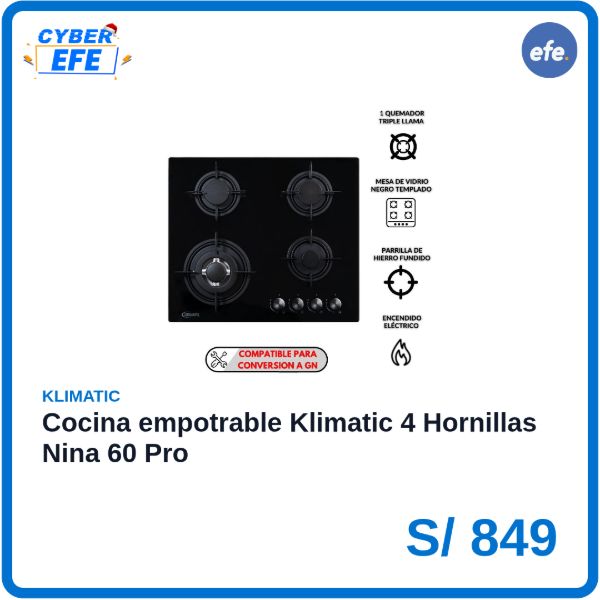 CYBER
EFE
efe.
1 QUEMADOR
TRIPLE LLAMA
MESA DE VIDRIO
NEGRO TEMPLADO
PARRILLA DE
HIERRO FUNDIDO
ENCENDIDO
ELÉCTRICO
COMPATIBLE PARA
CONVERSION A GN
KLIMATIC
Cocina empotrable Klimatic 4 Hornillas
Nina 60 Pro
S/ 849